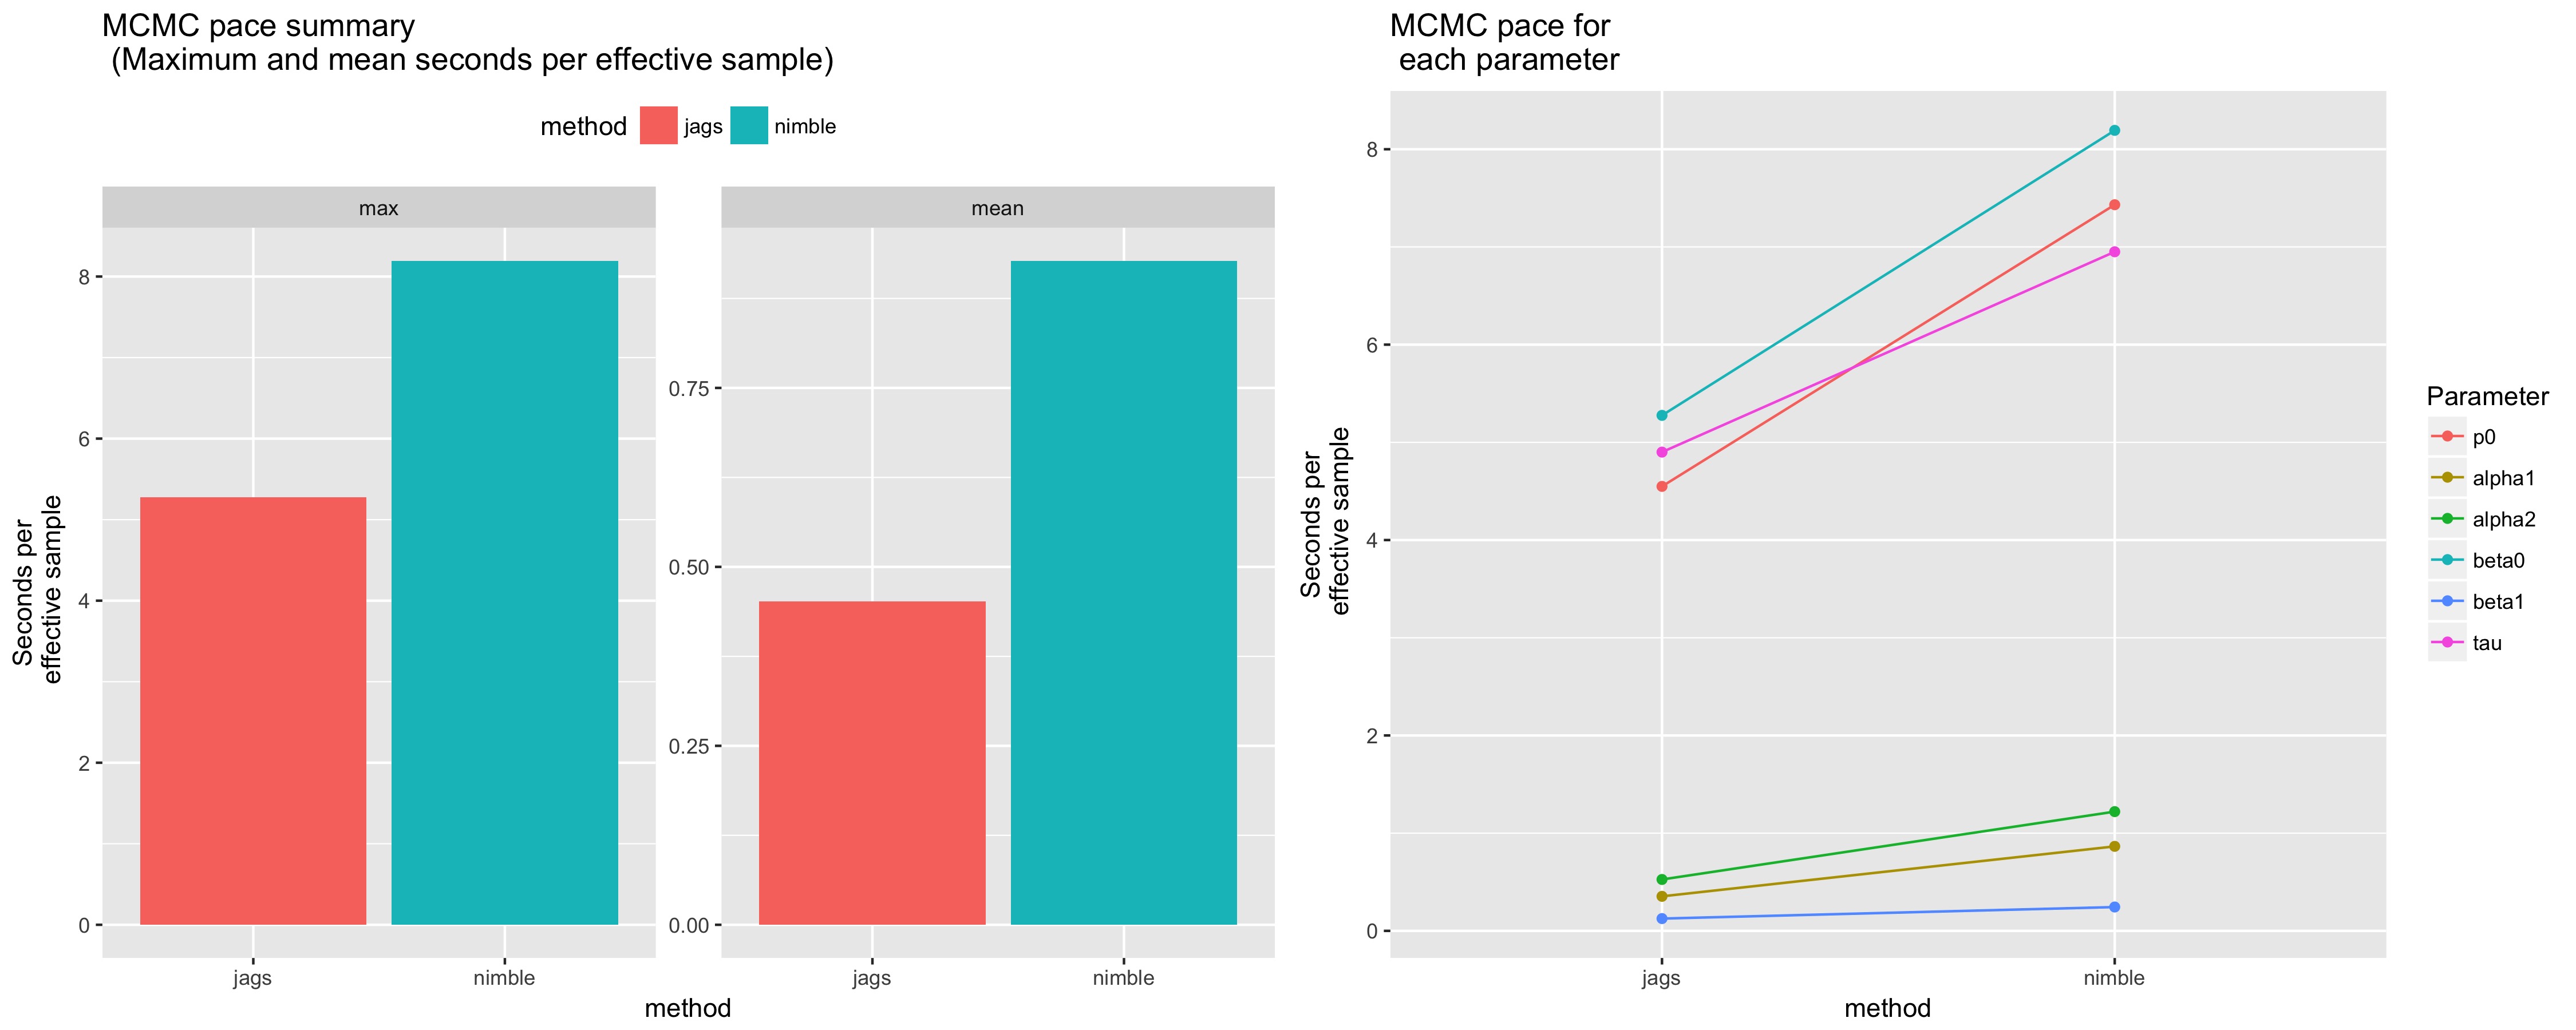 MCMC pace summary
(Maximum and mean seconds per effective sample)
method jags nimble
max
mean
Seconds per
effective sample
8
6
4
2
0
0.75
0.50
0.25
0.00
jags nimble
jags nimble
method
MCMC pace for
each parameter
Seconds per
effective sample
8
6
4
2
0
jags nimble
method
Parameter
p0
alpha1
alpha2
beta0
beta1
tau